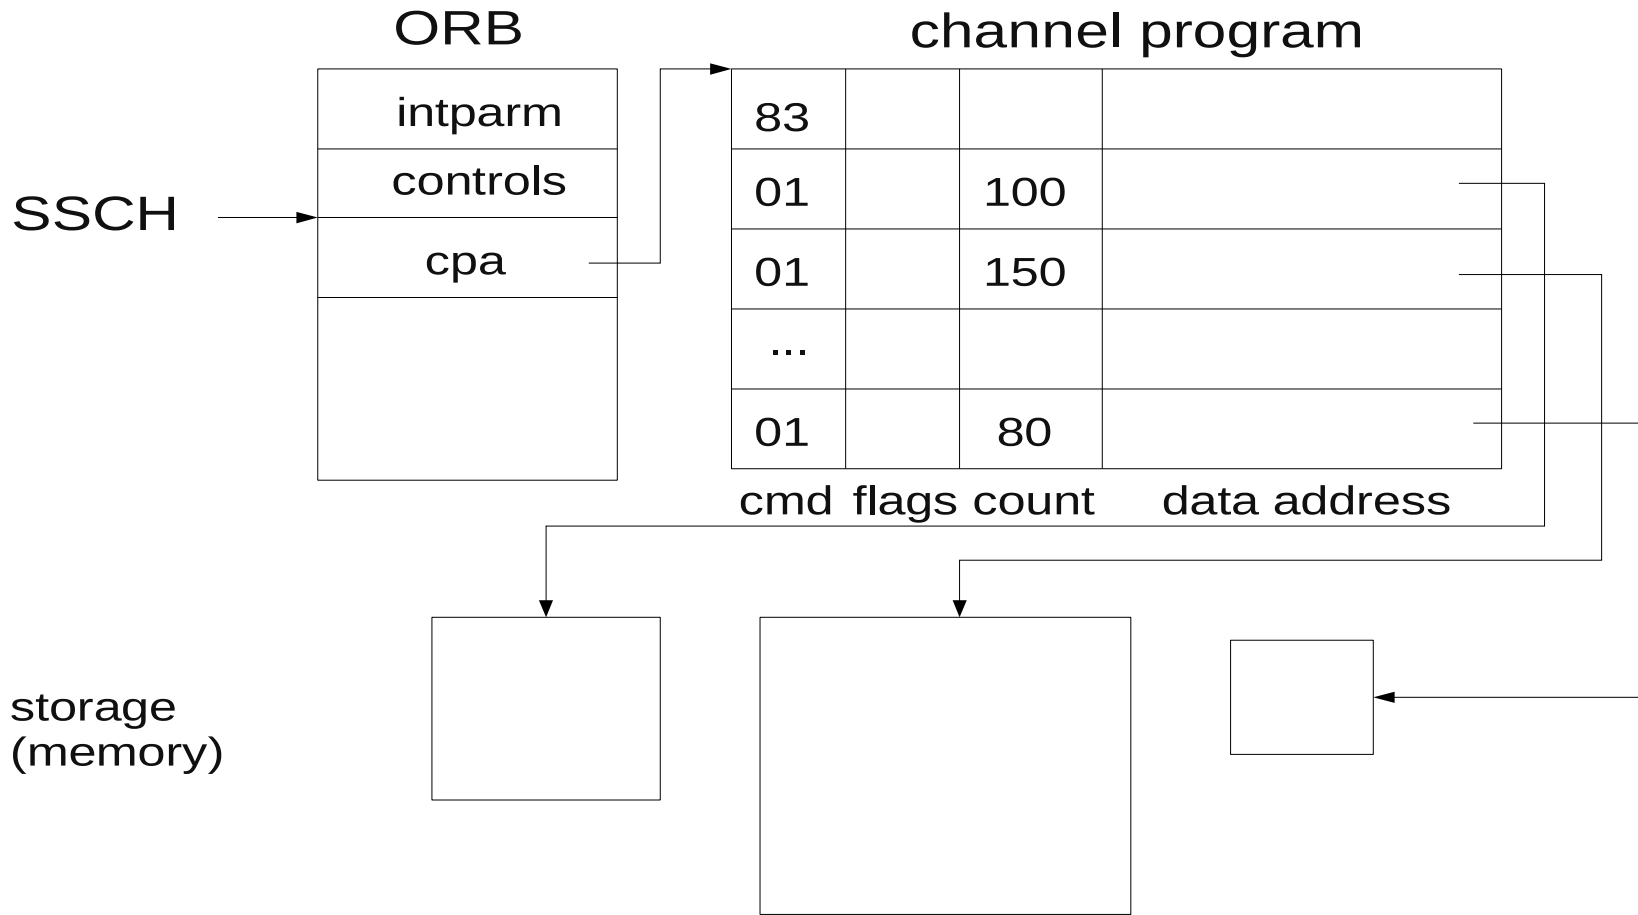 ORB
channel program
intparm
controls
cpa
SSCH
83
01 100
01 150
...
01 80
cmd flags count data address
storage
(memory)